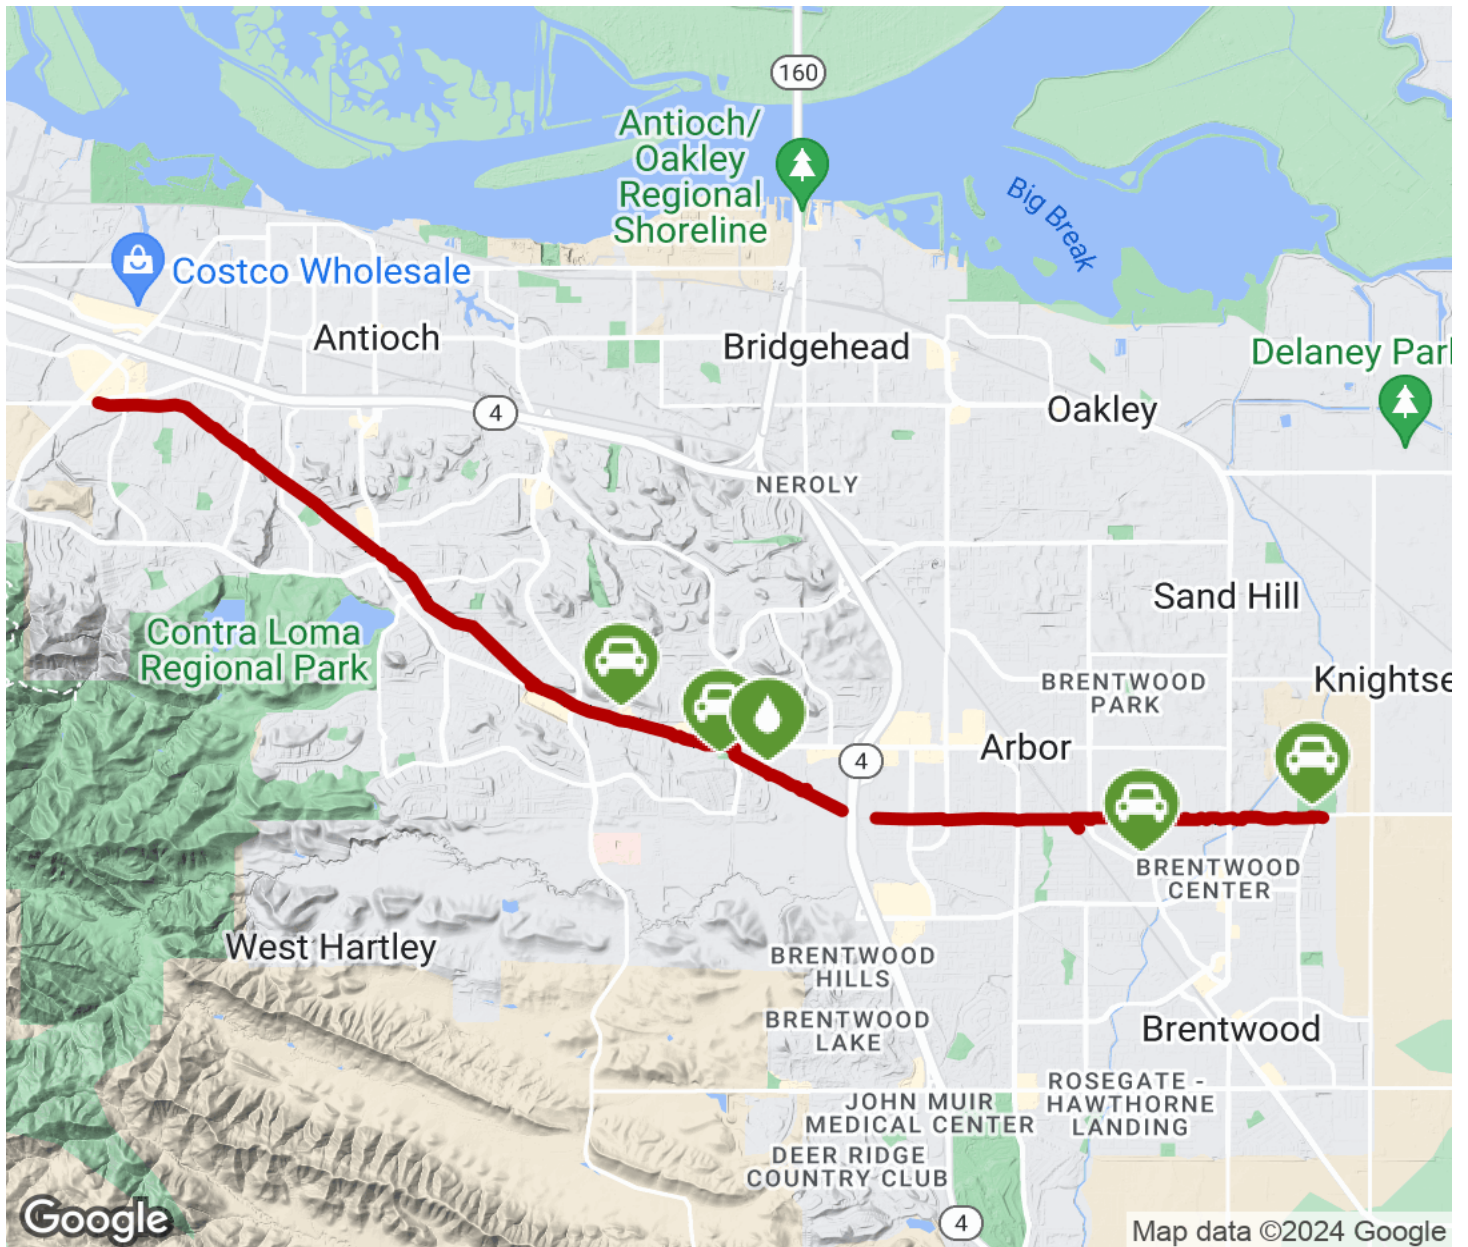 160
Antioch/
Oakley
Regional
Shoreline
Big Break
Costco Wholesale
Antioch
Bridgehead
Delaney Parl
4
Oakley
NEROLY
Sand Hill
Contra Loma
Regional Park
Knightse
BRENTWOOD
PARK
Arbor
4
BRENTWOOD
CENTER
West Hartley
BRENTWOOD
HILLS
BRENTWOOD
LAKE
Brentwood
JOHN MUIR
MEDICAL CENTER
ROSEGATE -
HAWTHORNE
LANDING
DEER RIDGE
COUNTRY CLUB
4
Google
Map data ©2024 Google